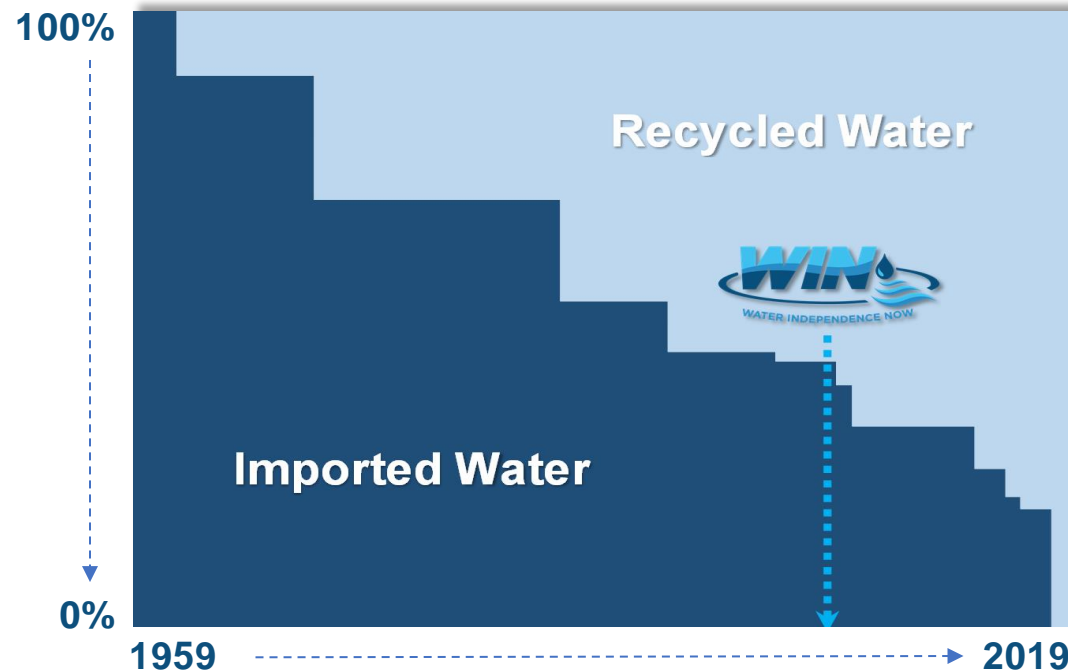 100%
Recycled Water
WIN
WATER INDEPENDENCE NOW
Imported Water
0%
1959
2019